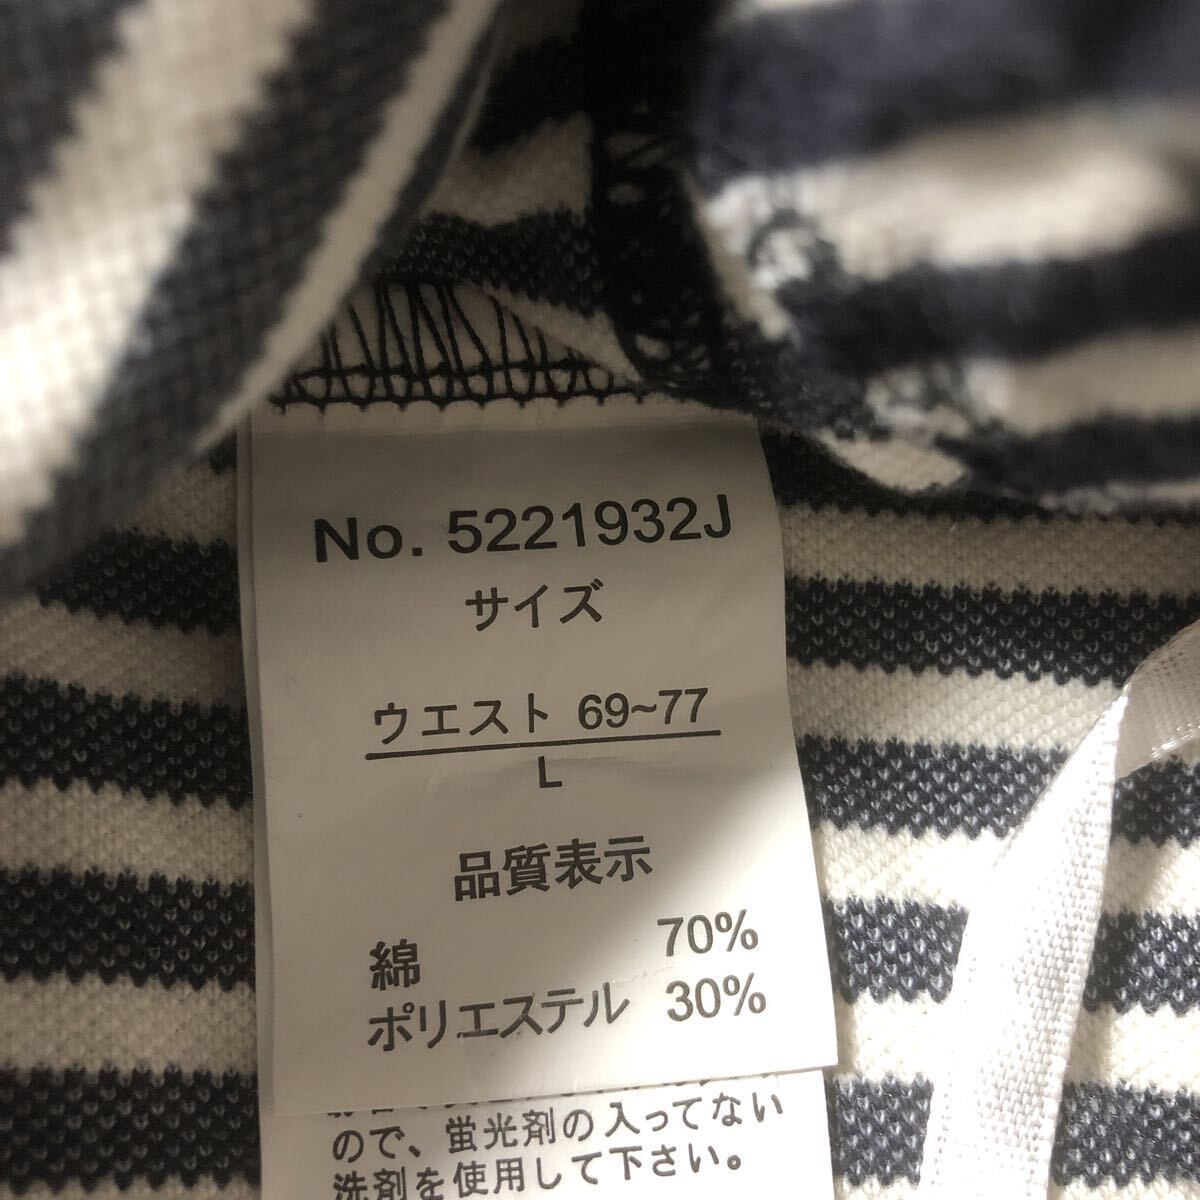 No. 5221932J
サイズ
ウエスト 69~77
L
品質表示
綿 70%
ポリエステル 30%
ので、蛍光剤の入ってない
洗剤を使用して下さい。